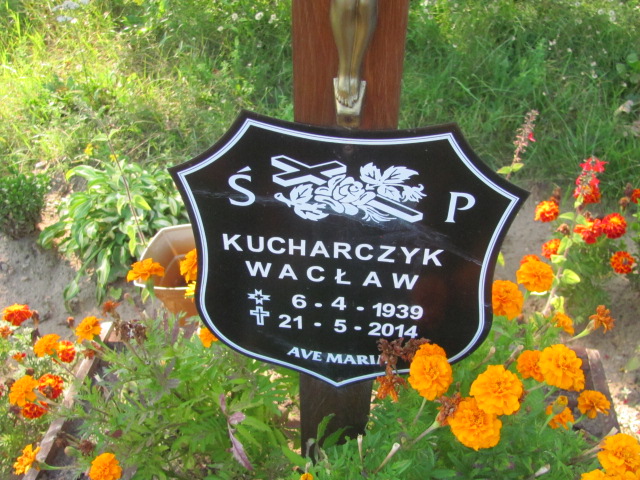 Ś P
KUCHARCZYK
WACŁAW
6 - 4 - 1939
21 - 5 - 2014
AVE MARIA